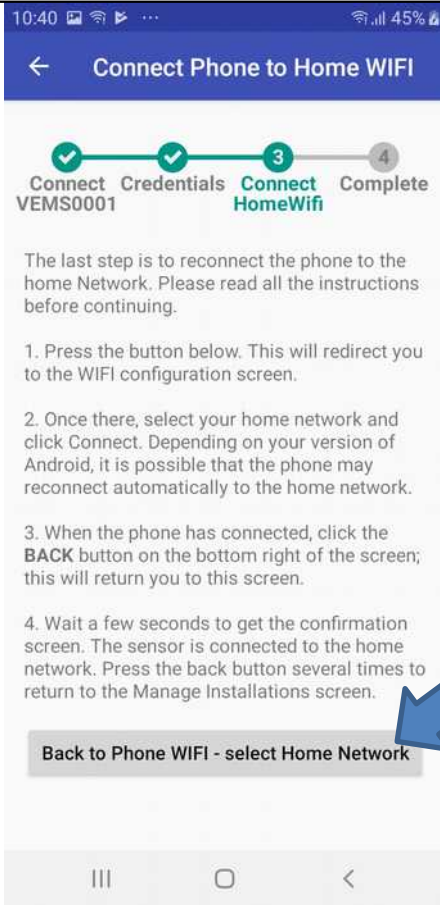 10:40 45%
Connect Phone to Home WIFI
3 4
Connect Credentials Connect Complete
VEMS0001 HomeWifi
The last step is to reconnect the phone to the
home Network. Please read all the instructions
before continuing.
1. Press the button below. This will redirect you
to the WIFI configuration screen.
2. Once there, select your home network and
click Connect. Depending on your version of
Android, it is possible that the phone may
reconnect automatically to the home network.
3. When the phone has connected, click the
BACK button on the bottom right of the screen;
this will return you to this screen.
4. Wait a few seconds to get the confirmation
screen. The sensor is connected to the home
network. Press the back button several times to
return to the Manage Installations screen.
Back to Phone WIFI - select Home Network